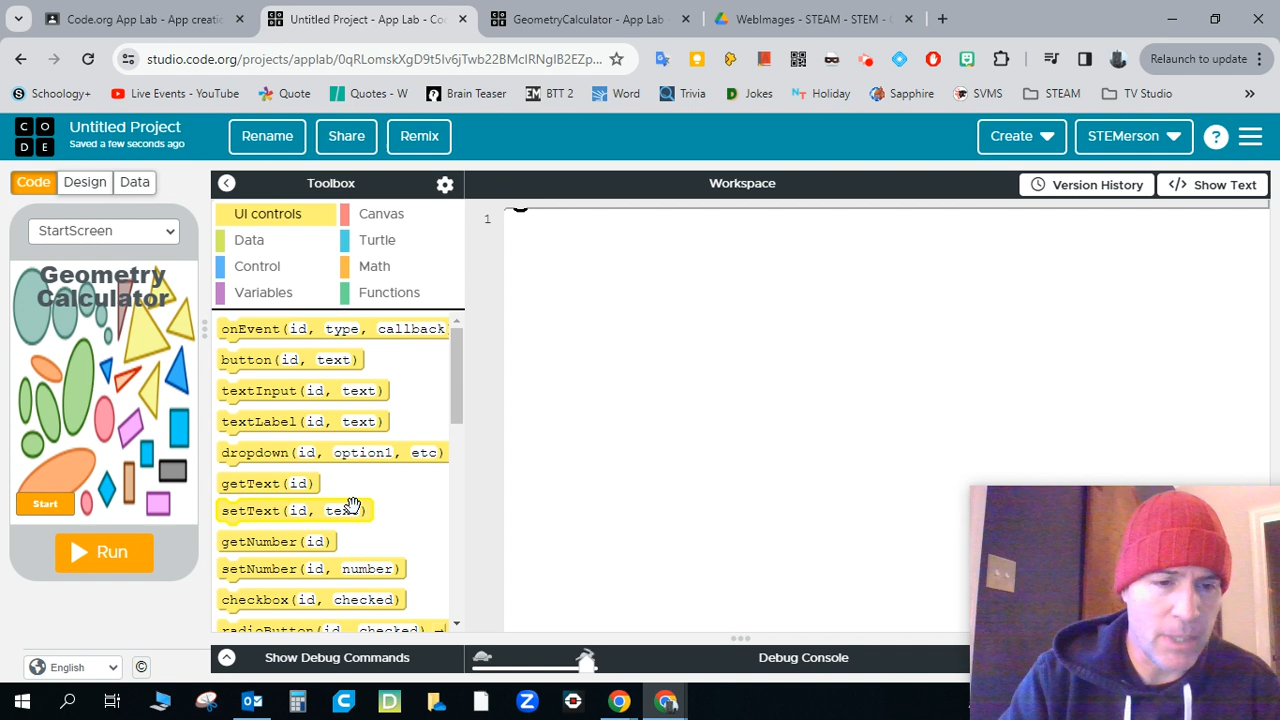 Code.org App Lab - App creatio
Untitled Project - App Lab - Co
GeometryCalculator - App Lab -
WebImages - STEAM - STEM -
studio.code.org/projects/applab/0qRLomskXgD9t5Iv6jTwb22BMclRNglB2EZp...
Relaunch to update
Schoology+
Live Events - YouTube
Quote
Quotes - W
Brain Teaser
BTT 2
Word
Trivia
Jokes
Holiday
Sapphire
SVMS
STEAM
TV Studio
C O
D E
Untitled Project
Saved a few seconds ago
Rename
Share
Remix
Create
STEMerson
?
Code
Design
Data
Toolbox
Workspace
Version History
</> Show Text
StartScreen
Geometry
Calculator
Start
Run
UI controls
Canvas
Data
Turtle
Control
Math
Variables
Functions
1
onEvent(id, type, callback
button(id, text)
textInput(id, text)
textLabel(id, text)
dropdown(id, option1, etc)
getText(id)
setText(id,
getNumber(id)
setNumber(id, number)
checkbox(id, checked)
radioButton(id, checked)
English
©
Show Debug Commands
Debug Console